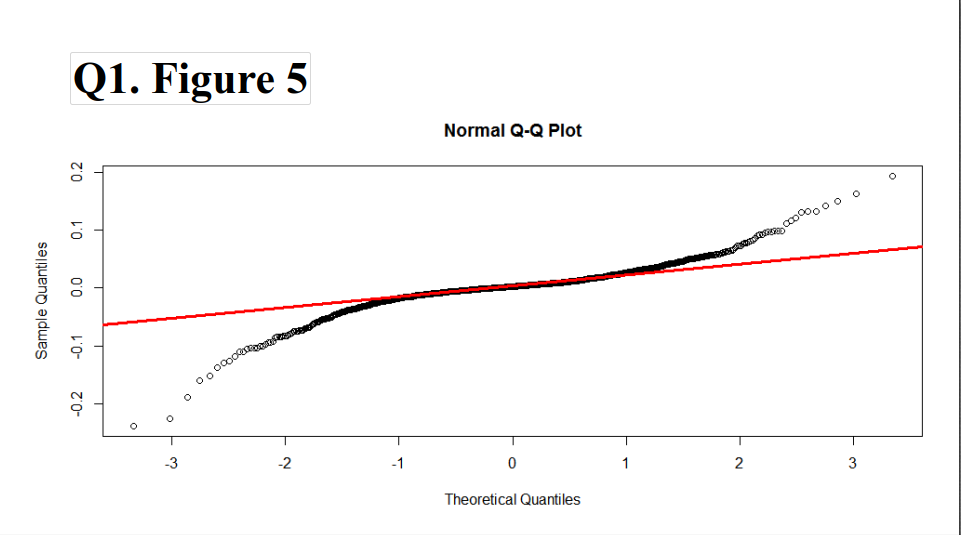 Q1. Figure 5
Normal Q-Q Plot
Sample Quantiles
0.2
0.1
0.0
-0.1
-0.2
-3 -2 -1 0 1 2 3
Theoretical Quantiles